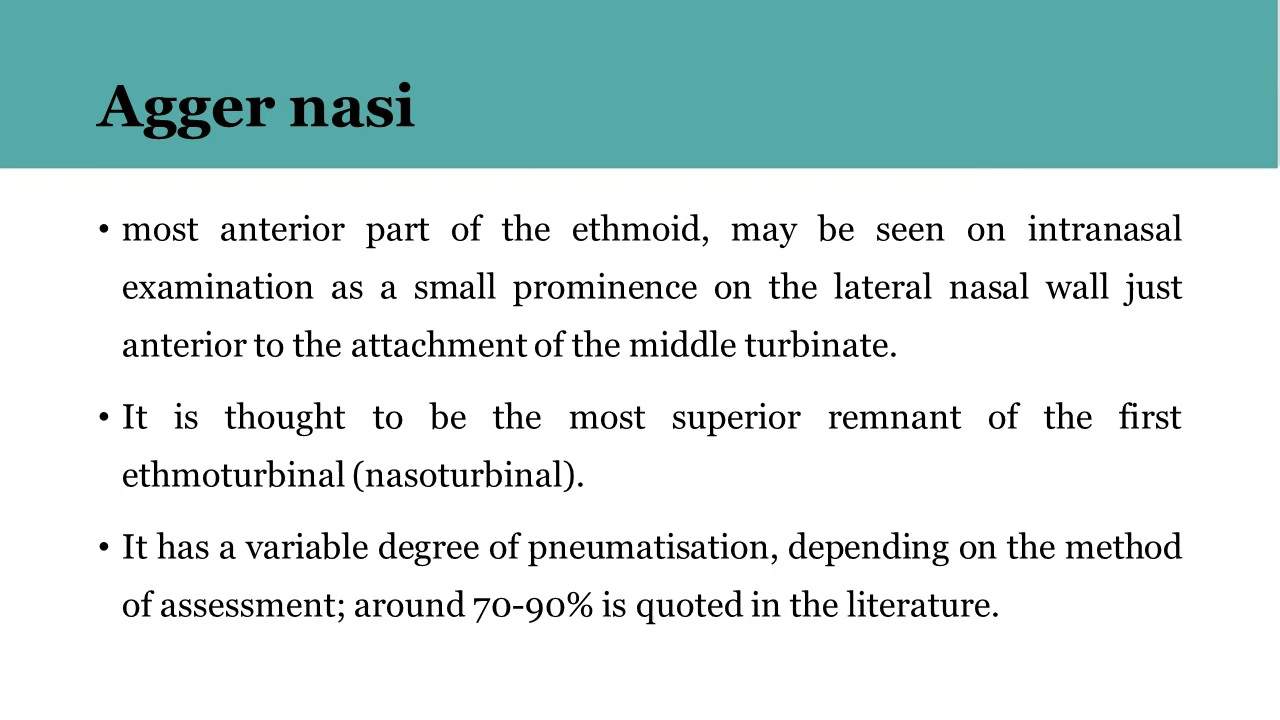 Agger nasi
• most anterior part of the ethmoid, may be seen on intranasal
examination as a small prominence on the lateral nasal wall just
anterior to the attachment of the middle turbinate.
• It is thought to be the most superior remnant of the first
ethmoturbinal (nasoturbinal).
• It has a variable degree of pneumatisation, depending on the method
of assessment; around 70-90% is quoted in the literature.